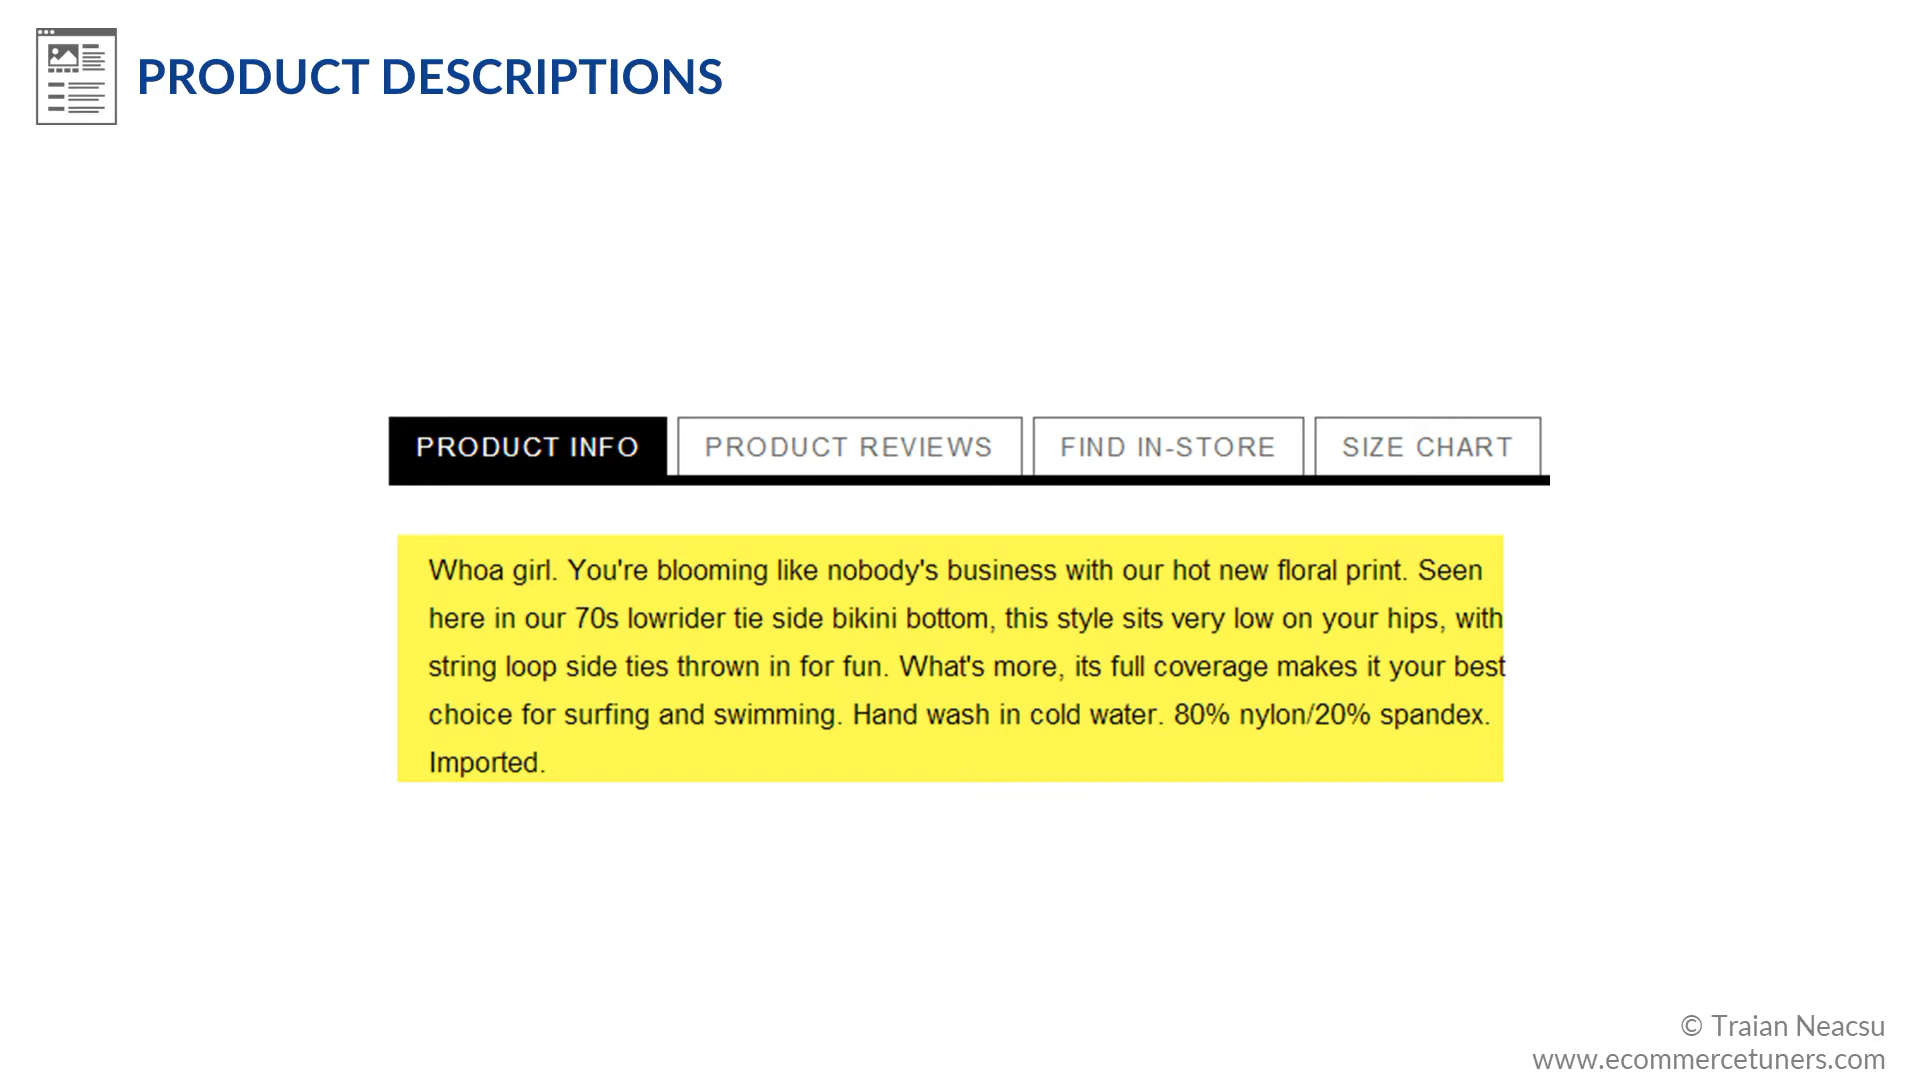 PRODUCT DESCRIPTIONS
PRODUCT INFO PRODUCT REVIEWS FIND IN-STORE SIZE CHART
Whoa girl. You're blooming like nobody's business with our hot new floral print. Seen
here in our 70s lowrider tie side bikini bottom, this style sits very low on your hips, with
string loop side ties thrown in for fun. What's more, its full coverage makes it your best
choice for surfing and swimming. Hand wash in cold water. 80% nylon/20% spandex.
Imported.
© Traian Neacsu
www.ecommercetuners.com